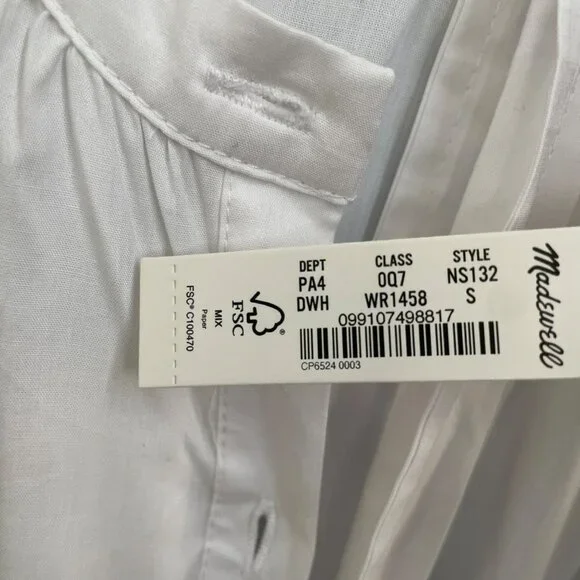 DEPT CLASS STYLE
PA4 0Q7 NS132
DWH WR1458 S
099107498817
CP6524 0003
Madewell
FSC®
MIX
Paper
FSC® C100470